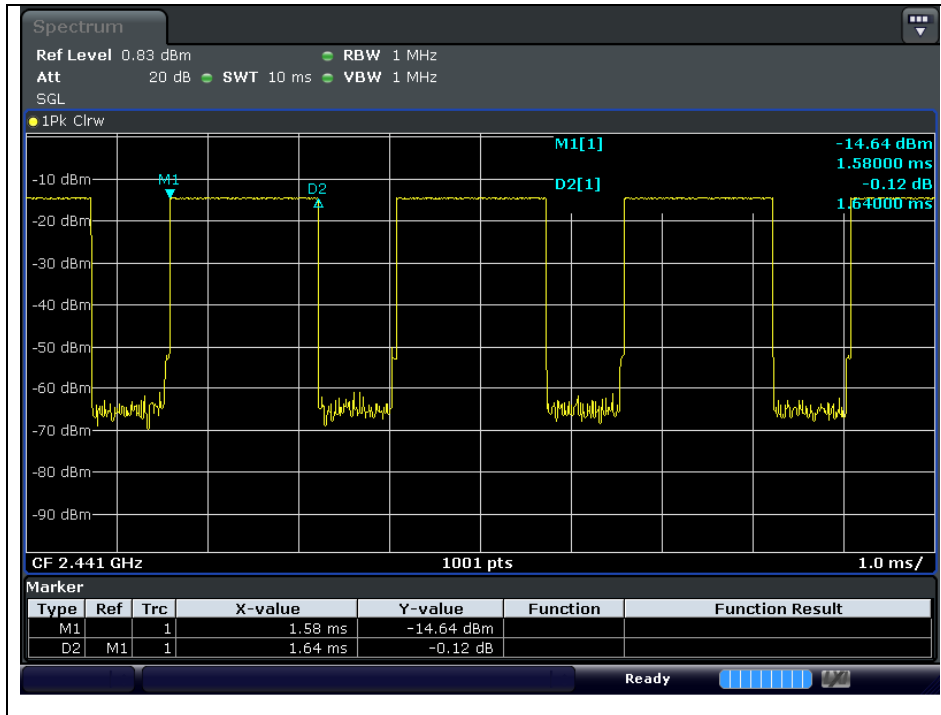 Spectrum
Ref Level 0.83 dBm RBW 1 MHz
Att 20 dB SWT 10 ms VBW 1 MHz
SGL
1Pk Clrw
M1[1] -14.64 dBm
1.58000 ms
D2[1] -0.12 dB
1.64000 ms
M1
D2
-10 dBm
-20 dBm
-30 dBm
-40 dBm
-50 dBm
-60 dBm
-70 dBm
-80 dBm
-90 dBm
CF 2.441 GHz 1001 pts 1.0 ms/
Marker
Type Ref Trc X-value Y-value Function Function Result
M1 1 1.58 ms -14.64 dBm
D2 M1 1 1.64 ms -0.12 dB
Ready